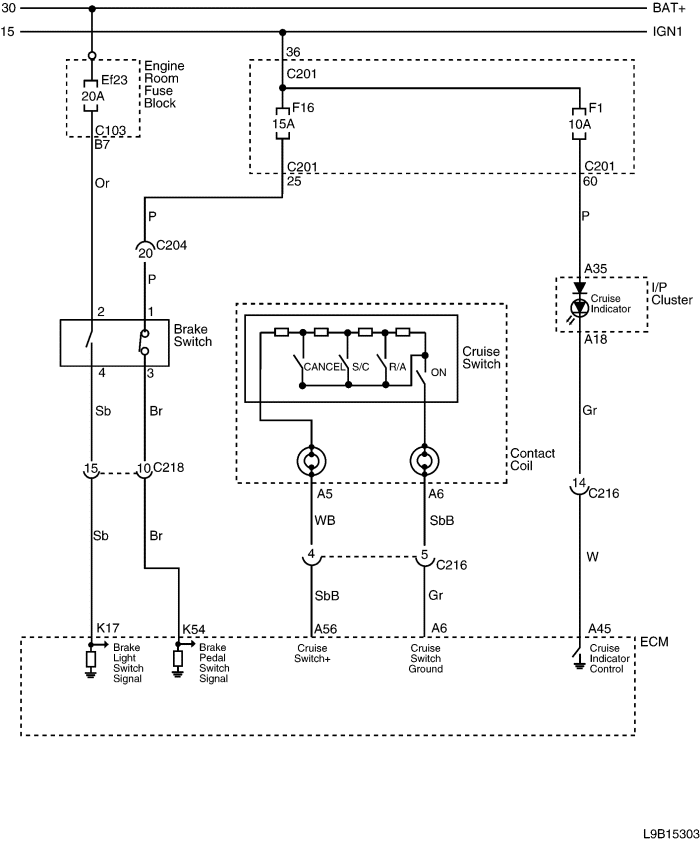 30 BAT+
15 IGN1
36
C201
Engine
Room
Fuse
Block
Ef23
20A
F16
15A
F1
10A
C103
B7
C201
25
C201
60
Or
P
P
20 C204
P
A35
I/P
Cluster
Cruise
Indicator
A18
2 1
Brake
Switch
4 3
CANCEL S/C R/A ON
Cruise
Switch
Sb Br Gr
Contact
Coil
15 10 C218
A5 A6
14
C216
WB SbB
Sb Br
4 5
C216
W
SbB Gr
K17 K54 A56 A6 A45
ECM
Brake
Light
Switch
Signal
Brake
Pedal
Switch
Signal
Cruise
Switch+
Cruise
Switch
Ground
Cruise
Indicator
Control
L9B15303